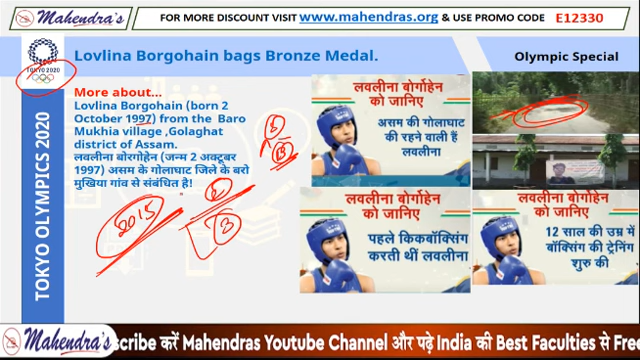 Mahendra's
FOR MORE DISCOUNT VISIT www.mahendras.org & USE PROMO CODE E12330
TOKYO 2020
Lovlina Borgohain bags Bronze Medal.
Olympic Special
TOKYO OLYMPICS 2020
More about...
Lovlina Borgohain (born 2
October 1997) from the Baro
Mukhia village ,Golaghat
district of Assam.
लवलीना बोरगोहेन (जन्म 2 अक्टूबर
1997) असम के गोलाघाट जिले के बरो
मुखिया गांव से संबंधित है!
2015
3
लवलीना बोर्गोहेन
को जानिए
असम की गोलाघाट
की रहने वाली हैं
लवलीना
लवलीना बोर्गोहेन
को जानिए
पहले किकबॉक्सिंग
करती थीं लवलीना
लवलीना बोर्गोहेन
को जानिए
12 साल की उम्र में
बॉक्सिंग की ट्रेनिंग
शुरु की
Mahendra's
scribe करें Mahendras Youtube Channel और पढ़े India की Best Faculties से Free